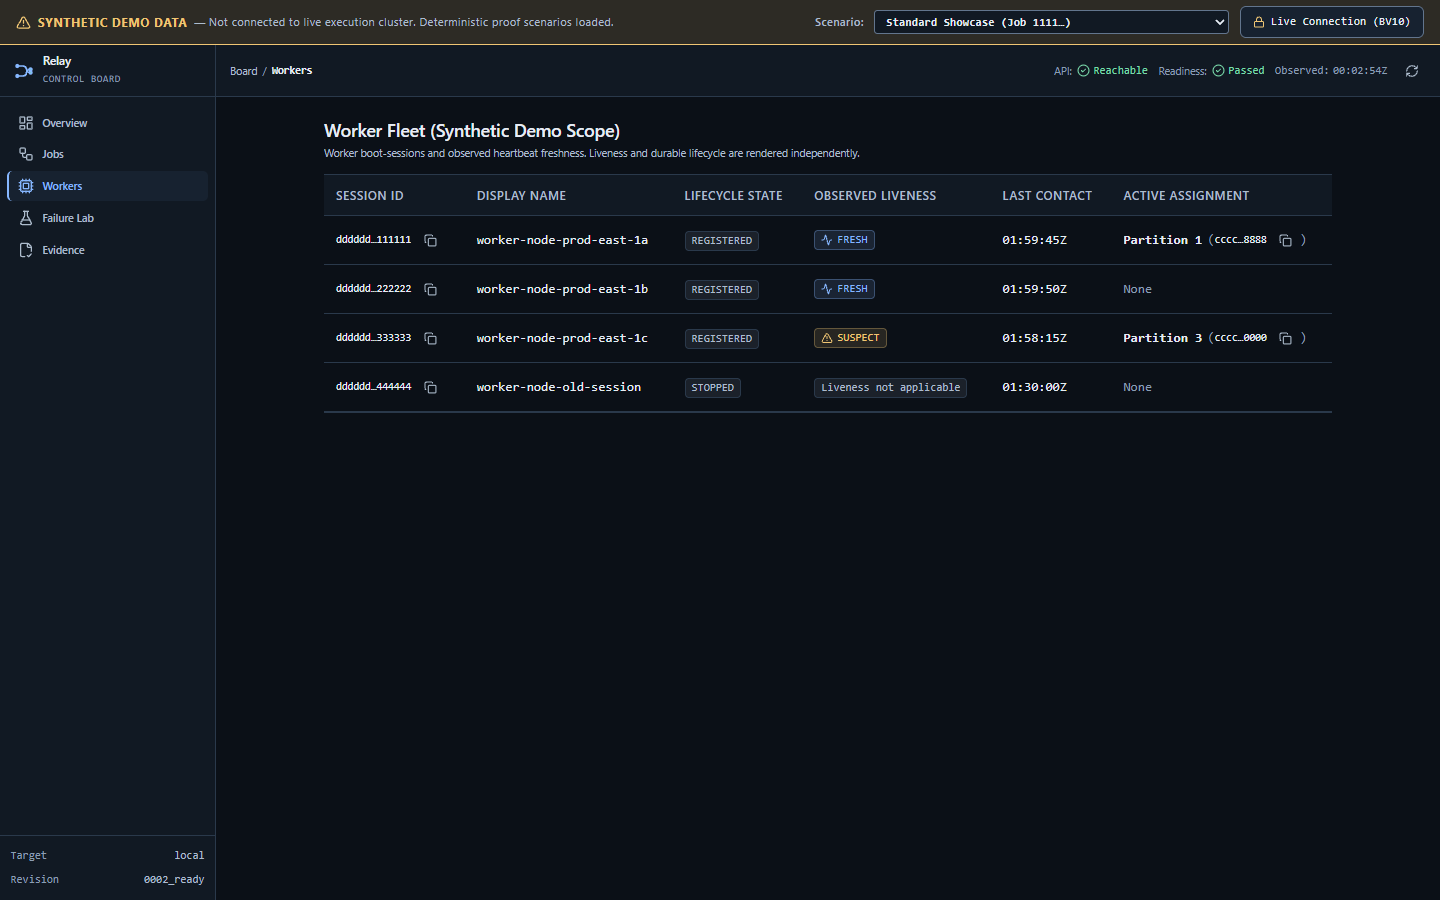 SYNTHETIC DEMO DATA — Not connected to live execution cluster. Deterministic proof scenarios loaded.
Scenario: Standard Showcase (Job 1111…) Live Connection (BV10)
Relay
CONTROL BOARD
Board / Workers
API: Reachable Readiness: Passed Observed: 00:02:54Z
Overview
Jobs
Workers
Failure Lab
Evidence
Worker Fleet (Synthetic Demo Scope)
Worker boot-sessions and observed heartbeat freshness. Liveness and durable lifecycle are rendered independently.
SESSION ID DISPLAY NAME LIFECYCLE STATE OBSERVED LIVENESS LAST CONTACT ACTIVE ASSIGNMENT
dddddd…111111 worker-node-prod-east-1a REGISTERED FRESH 01:59:45Z Partition 1 (cccc…8888 )
dddddd…222222 worker-node-prod-east-1b REGISTERED FRESH 01:59:50Z None
dddddd…333333 worker-node-prod-east-1c REGISTERED SUSPECT 01:58:15Z Partition 3 (cccc…0000 )
dddddd…444444 worker-node-old-session STOPPED Liveness not applicable 01:30:00Z None
Target local
Revision 0002_ready